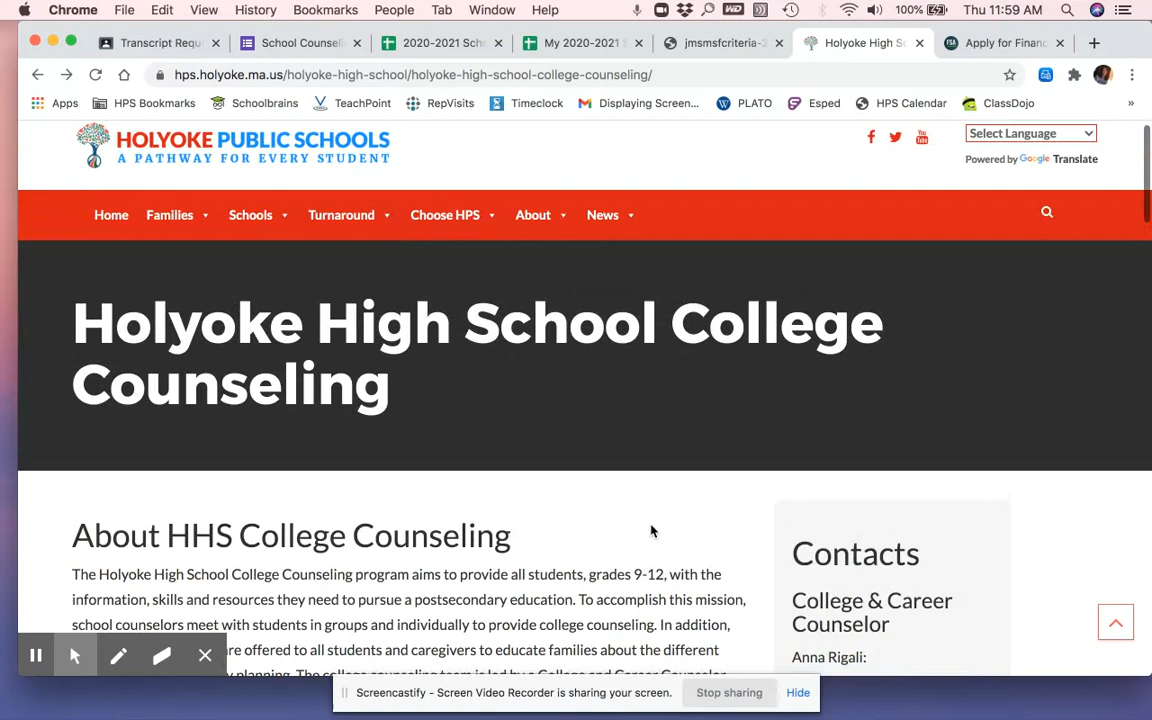 Chrome File Edit View History Bookmarks People Tab Window Help 100% Thu 11:59 AM
Transcript Requ School Counseli 2020-2021 Scho My 2020-2021 S jmsmsfcriteria-2 Holyoke High Sc Apply for Financ
hps.holyoke.ma.us/holyoke-high-school/holyoke-high-school-college-counseling/
Apps HPS Bookmarks Schoolbrains TeachPoint RepVisits Timeclock Displaying Screen... PLATO Esped HPS Calendar ClassDojo »
HOLYOKE PUBLIC SCHOOLS
A PATHWAY FOR EVERY STUDENT
Select Language
Powered by Google Translate
Home Families Schools Turnaround Choose HPS About News
Holyoke High School College
Counseling
About HHS College Counseling
The Holyoke High School College Counseling program aims to provide all students, grades 9-12, with the
information, skills and resources they need to pursue a postsecondary education. To accomplish this mission,
school counselors meet with students in groups and individually to provide college counseling. In addition,
are offered to all students and caregivers to educate families about the different
Contacts
College & Career
Counselor
Anna Rigali:
Screencastify - Screen Video Recorder is sharing your screen. Stop sharing Hide